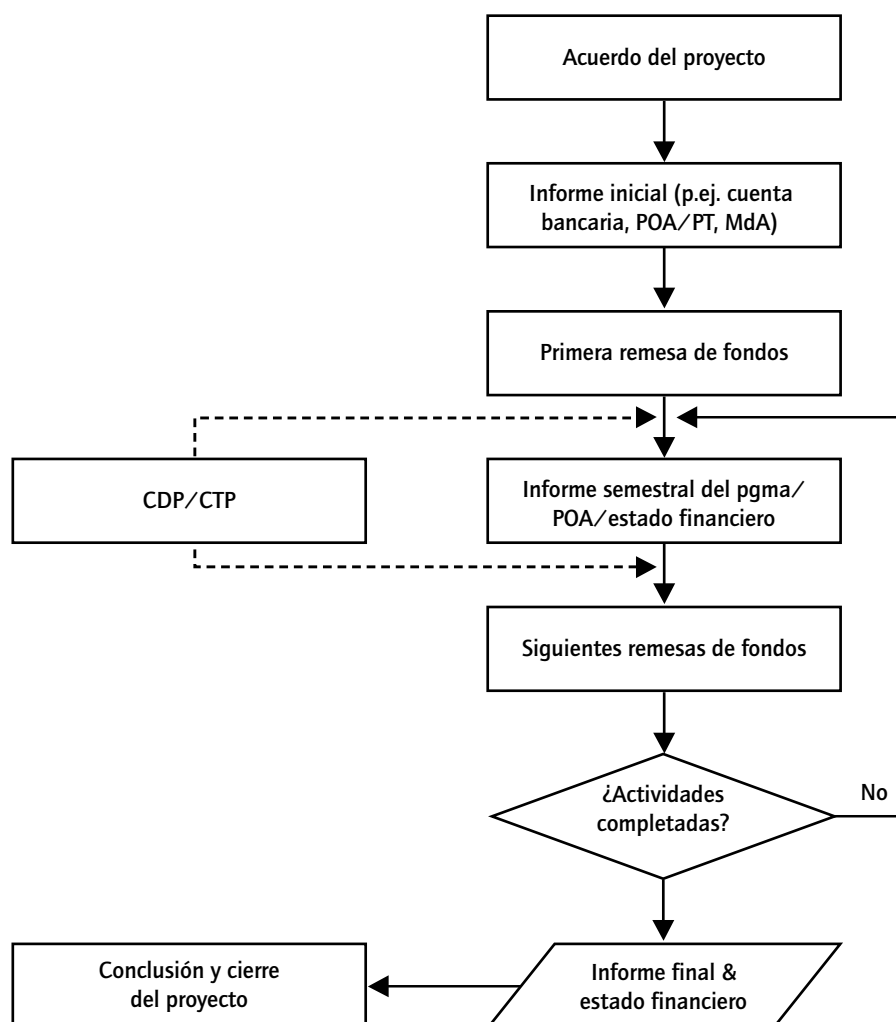 Acuerdo del proyecto
Informe inicial (p.ej. cuenta
bancaria, POA/PT, MdA)
Primera remesa de fondos
CDP/CTP
Informe semestral del pgma/
POA/estado financiero
Siguientes remesas de fondos
¿Actividades
completadas?
No
Conclusión y cierre
del proyecto
Informe final &
estado financiero